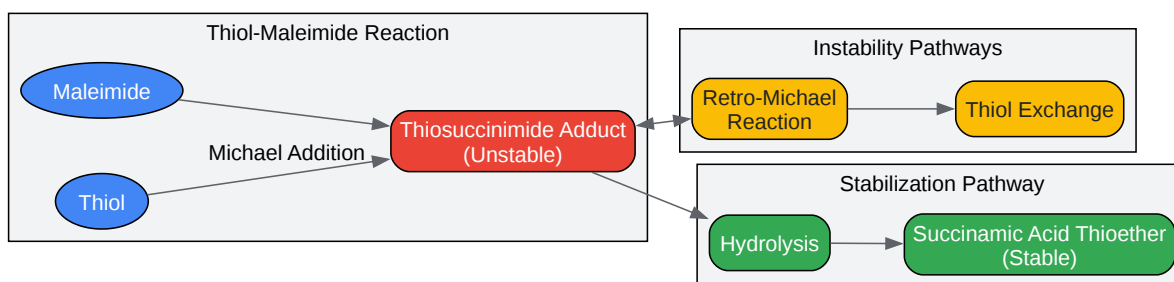 Thiol-Maleimide Reaction
Maleimide
Thiol
Michael Addition
Thiosuccinimide Adduct
(Unstable)
Instability Pathways
Retro-Michael
Reaction
Thiol Exchange
Stabilization Pathway
Hydrolysis
Succinamic Acid Thioether
(Stable)